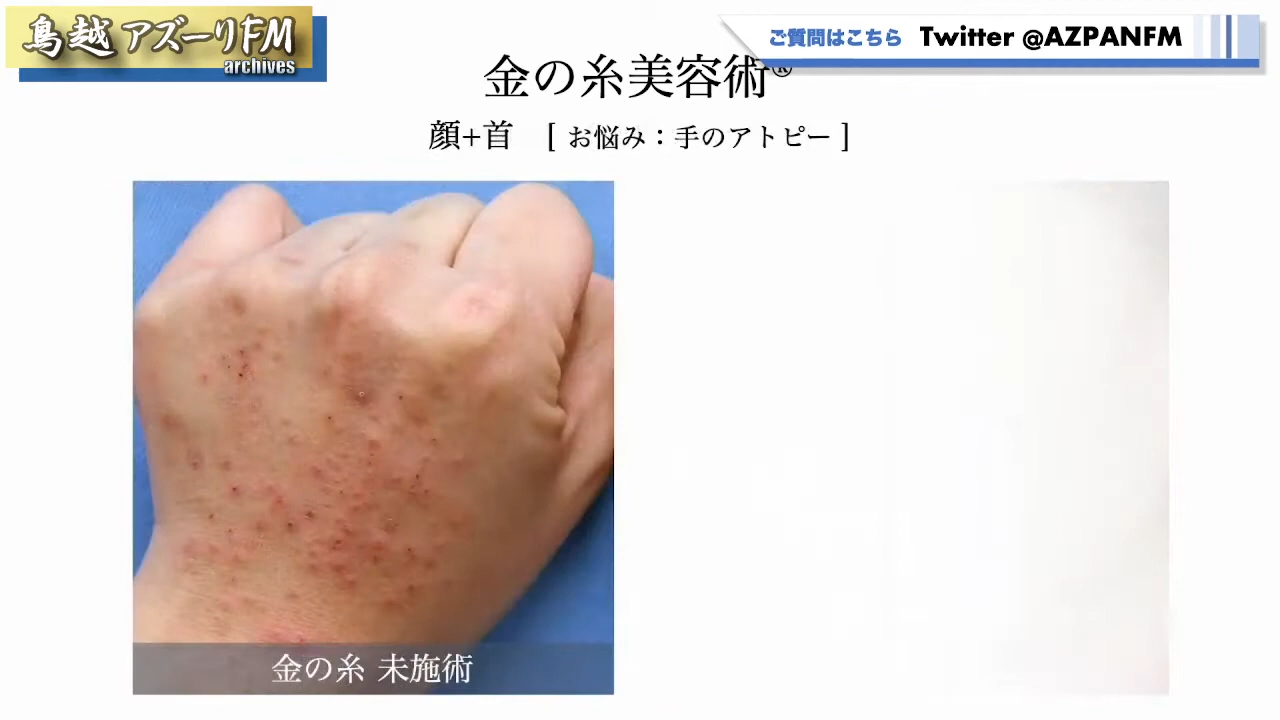 鳥越アズーリFM
archives
ご質問はこちら Twitter @AZPANFM
金の糸美容術®
顔+首 [ お悩み:手のアトピー ]
金の糸 未施術